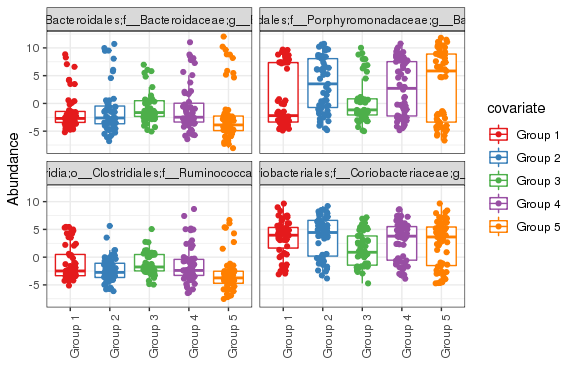 Bacteroidales;f__Bacteroidaceae;g__
dales;f__Porphyromonadaceae;g__Ba
10
5
0
-5
ridia;o__Clostridiales;f__Ruminococca
riobacteriales;f__Coriobacteriaceae;g_
10
5
0
-5
Abundance
Group 1
Group 2
Group 3
Group 4
Group 5
Group 1
Group 2
Group 3
Group 4
Group 5
covariate
Group 1
Group 2
Group 3
Group 4
Group 5